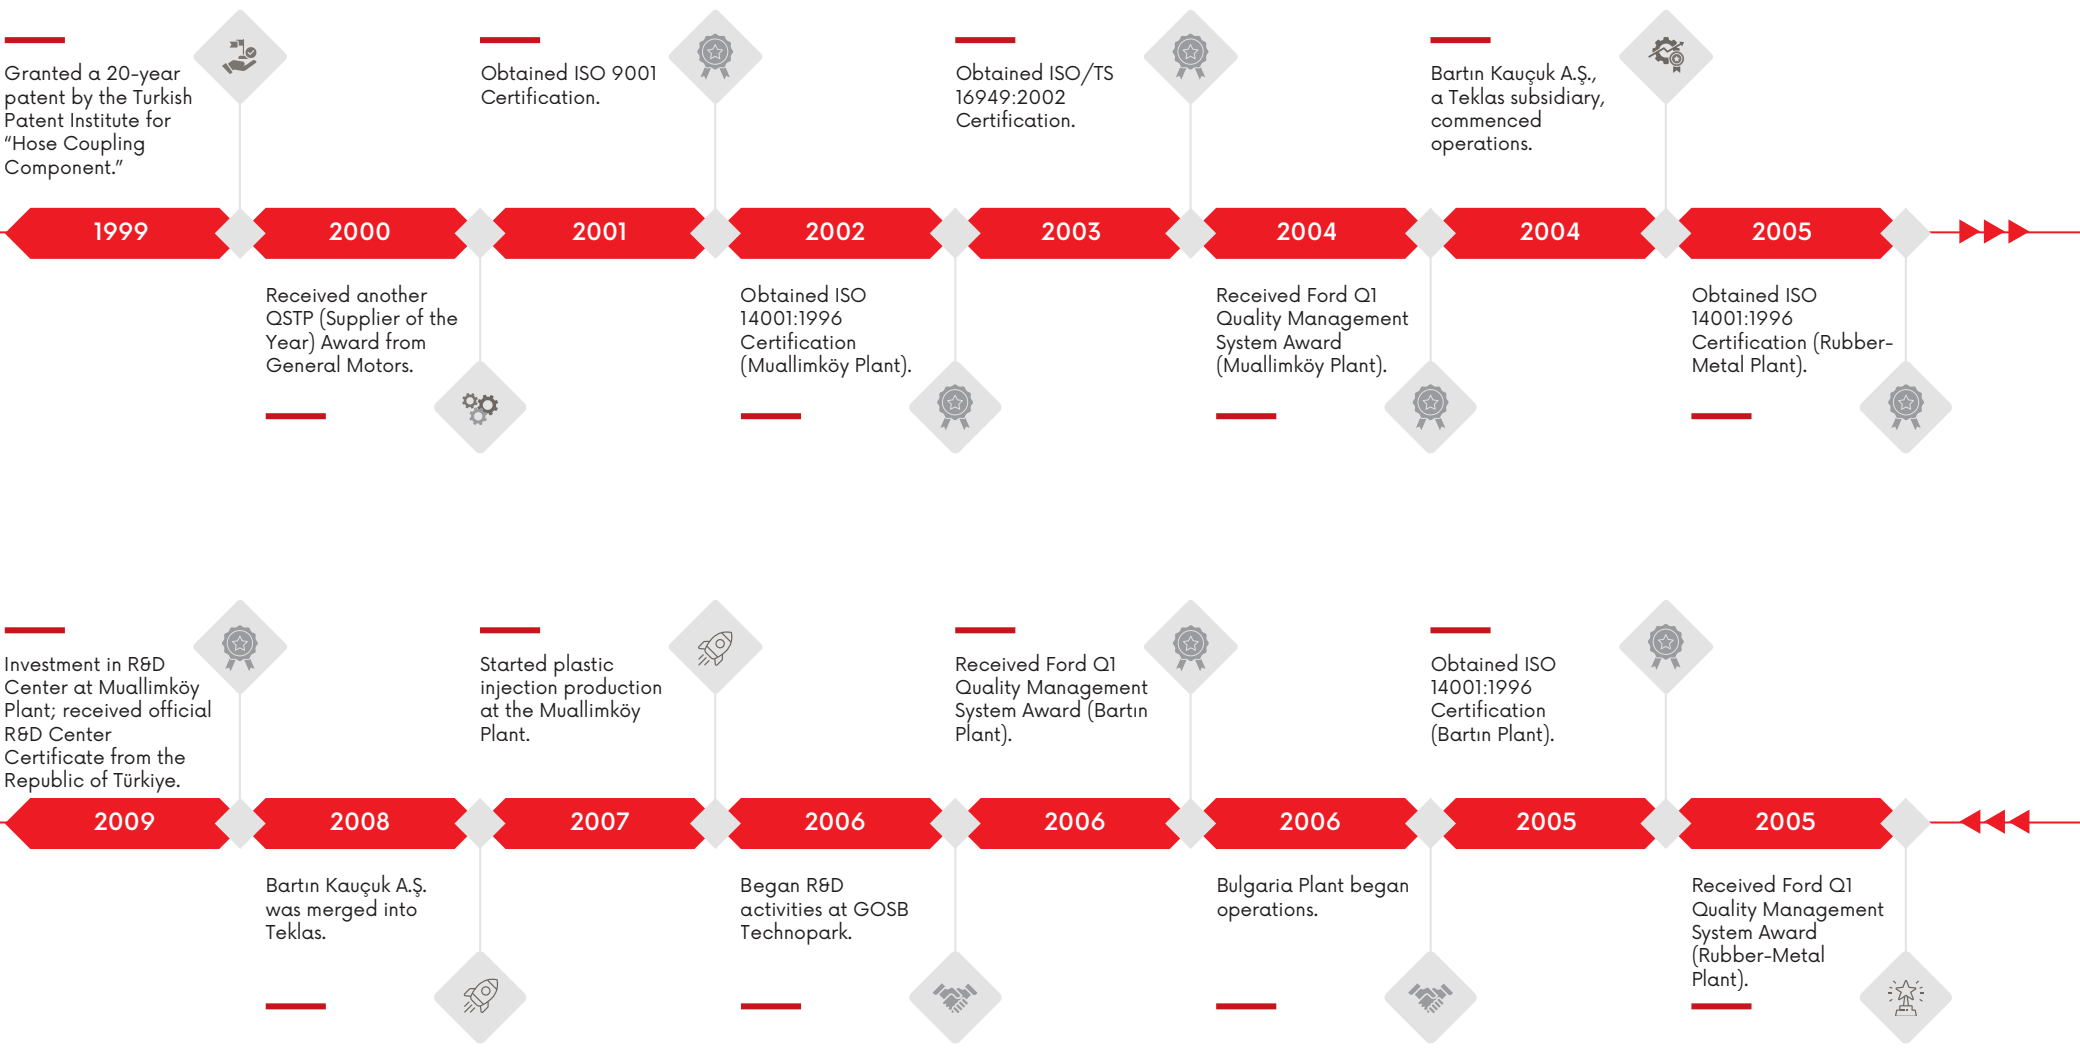 Granted a 20-year
patent by the Turkish
Patent Institute for
“Hose Coupling
Component.”
Obtained ISO 9001
Certification.
Obtained ISO/TS
16949:2002
Certification.
Bartın Kauçuk A.Ş.,
a Teklas subsidiary,
commenced
operations.
1999
2000
2001
2002
2003
2004
2004
2005
Received another
QSTP (Supplier of the
Year) Award from
General Motors.
Obtained ISO
14001:1996
Certification
(Muallimköy Plant).
Received Ford Q1
Quality Management
System Award
(Muallimköy Plant).
Obtained ISO
14001:1996
Certification (Rubber-
Metal Plant).
Investment in R&D
Center at Muallimköy
Plant; received official
R&D Center
Certificate from the
Republic of Türkiye.
Started plastic
injection production
at the Muallimköy
Plant.
Received Ford Q1
Quality Management
System Award (Bartın
Plant).
Obtained ISO
14001:1996
Certification
(Bartın Plant).
2009
2008
2007
2006
2006
2006
2005
2005
Bartın Kauçuk A.Ş.
was merged into
Teklas.
Began R&D
activities at GOSB
Technopark.
Bulgaria Plant began
operations.
Received Ford Q1
Quality Management
System Award
(Rubber-Metal
Plant).